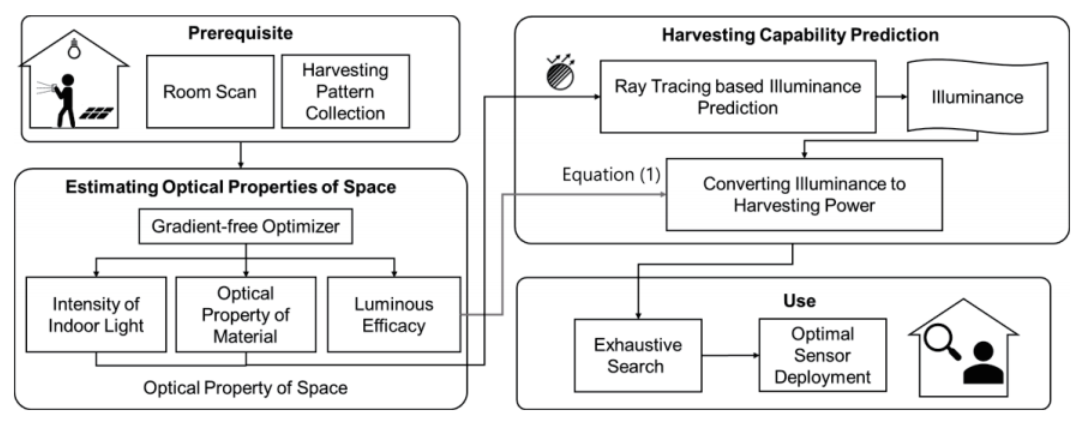 Prerequisite
Room Scan
Harvesting
Pattern
Collection
Estimating Optical Properties of Space
Gradient-free Optimizer
Intensity of
Indoor Light
Optical
Property of
Material
Luminous
Efficacy
Optical Property of Space
Harvesting Capability Prediction
Ray Tracing based Illuminance
Prediction
Illuminance
Equation (1)
Converting Illuminance to
Harvesting Power
Use
Exhaustive
Search
Optimal
Sensor
Deployment